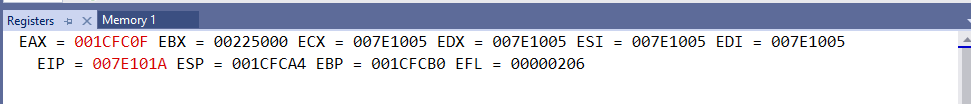 Registers Memory 1
EAX = 001CFC0F EBX = 00225000 ECX = 007E1005 EDX = 007E1005 ESI = 007E1005 EDI = 007E1005
EIP = 007E101A ESP = 001CFCA4 EBP = 001CFCB0 EFL = 00000206